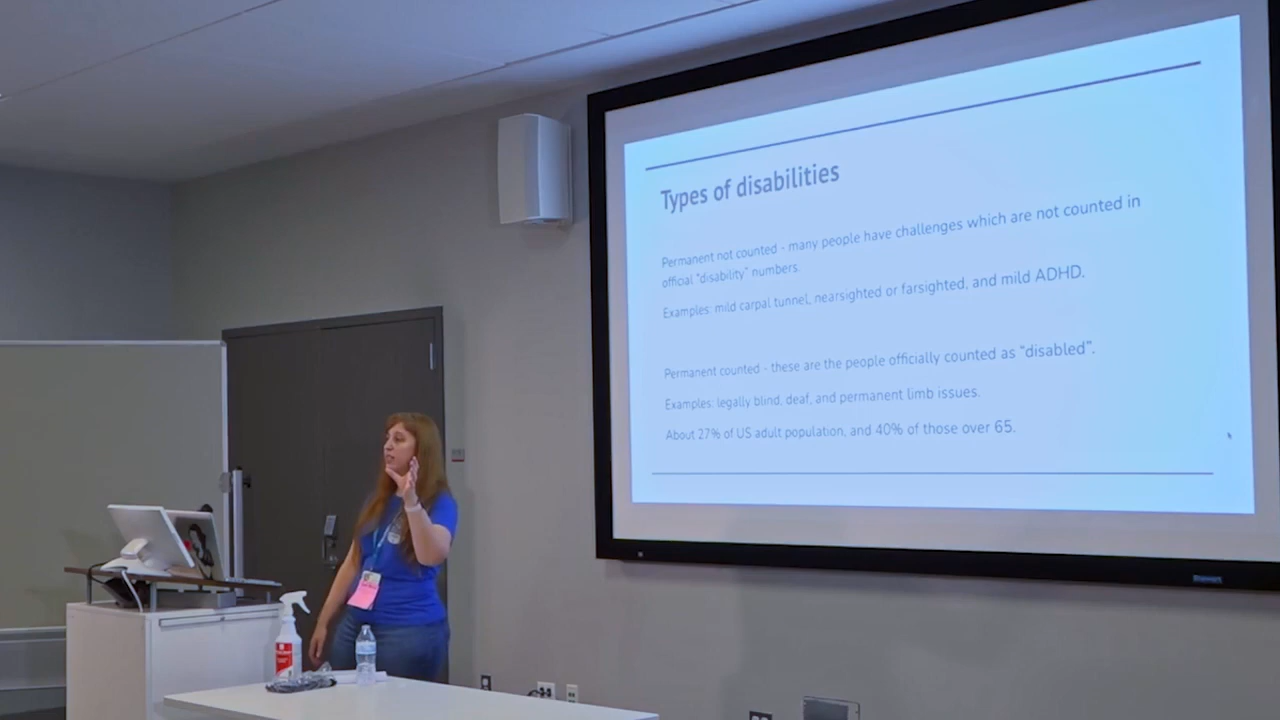 Types of disabilities
Permanent not counted - many people have challenges which are not counted in
official "disability" numbers.
Examples: mild carpal tunnel, nearsighted or farsighted, and mild ADHD.
Permanent counted - these are the people officially counted as "disabled".
Examples: legally blind, deaf, and permanent limb issues.
About 27% of US adult population, and 40% of those over 65.
Stewart